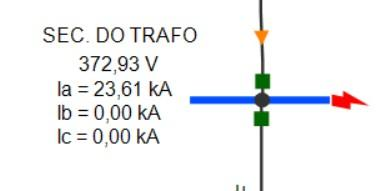 SEC. DO TRAFO
372,93 V
Ia = 23,61 kA
Ib = 0,00 kA
Ic = 0,00 kA